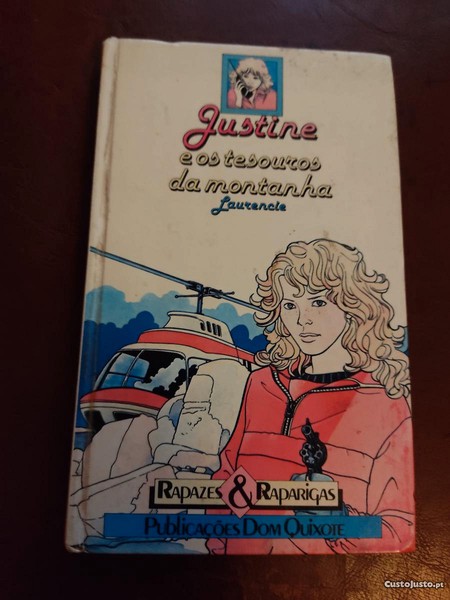 Justine
e os tesouros
da montanha
Laurencie
RAPAZES & RAPARIGAS
PUBLICAÇÕES DOM QUIXOTE
CustoJusto.pt